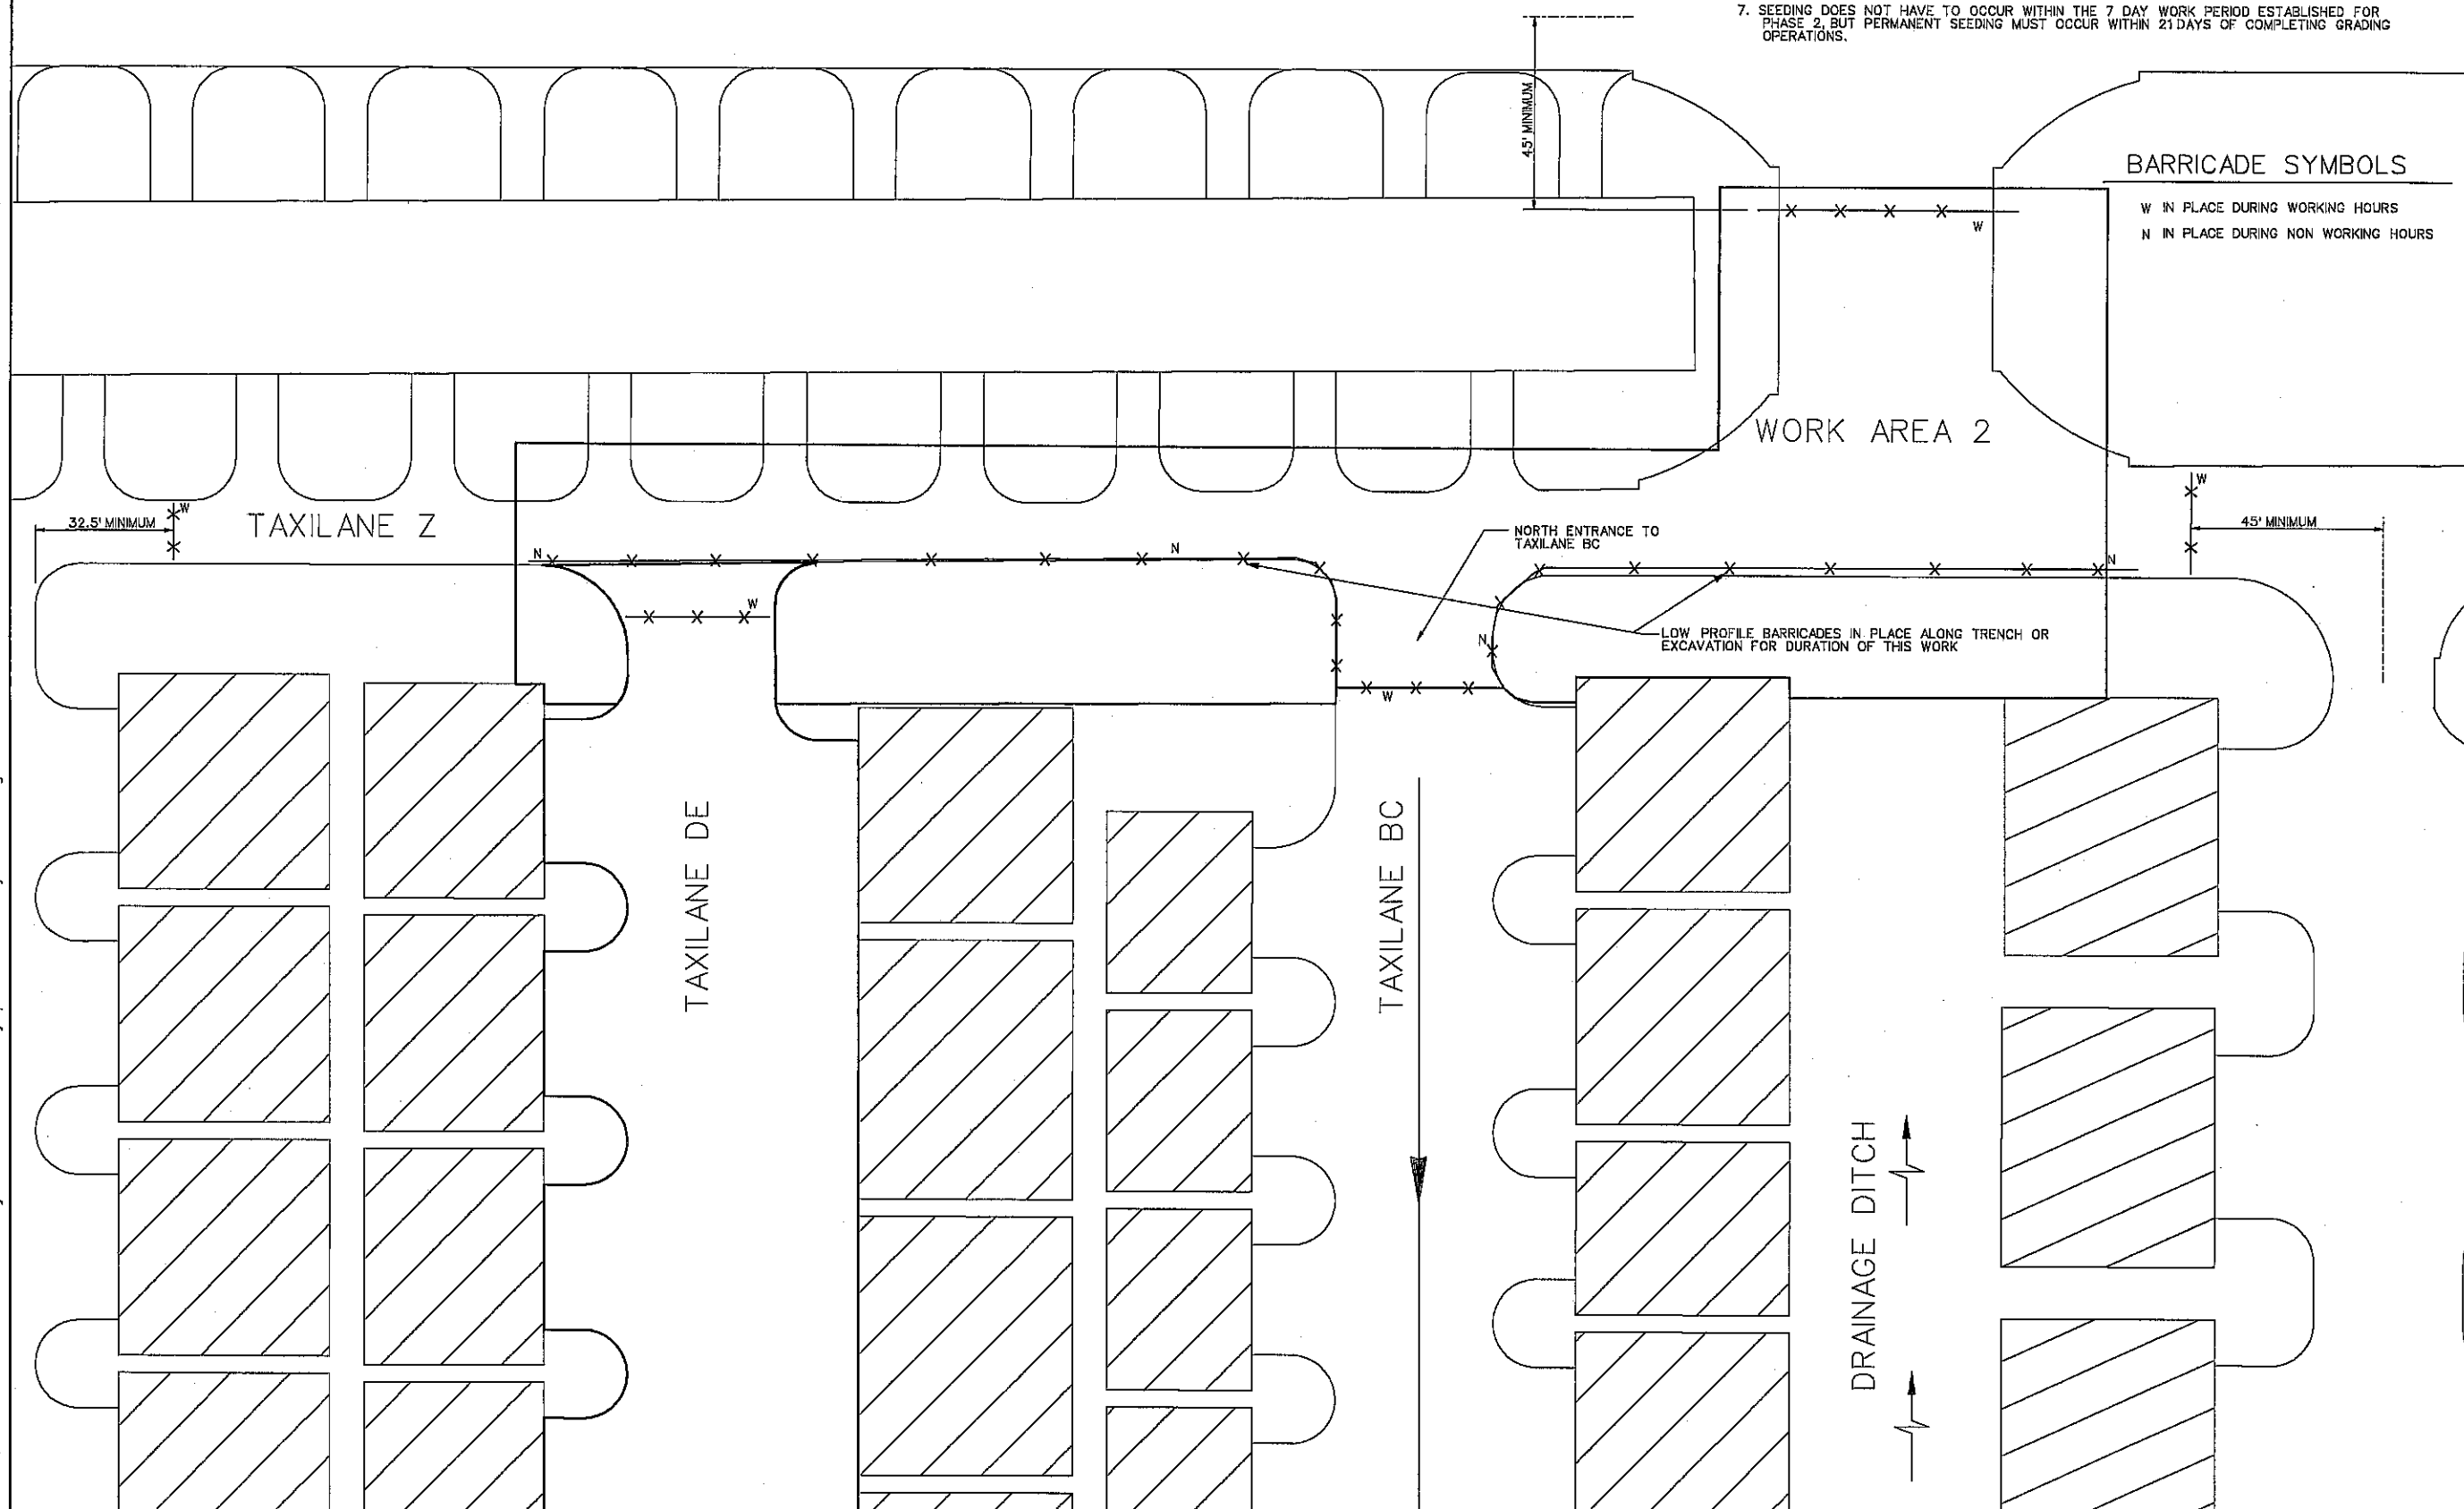 7. SEEDING DOES NOT HAVE TO OCCUR WITHIN THE 7 DAY WORK PERIOD ESTABLISHED FOR
PHASE 2, BUT PERMANENT SEEDING MUST OCCUR WITHIN 21 DAYS OF COMPLETING GRADING
OPERATIONS.
45' MINIMUM
BARRICADE SYMBOLS
W IN PLACE DURING WORKING HOURS
N IN PLACE DURING NON WORKING HOURS
W
WORK AREA 2
W
32.5' MINIMUM
TAXILANE Z
W
45' MINIMUM
NORTH ENTRANCE TO
TAXILANE BC
N
N
N
W
N
LOW PROFILE BARRICADES IN PLACE ALONG TRENCH OR
EXCAVATION FOR DURATION OF THIS WORK
W
TAXILANE DE
TAXILANE BC
DRAINAGE DITCH